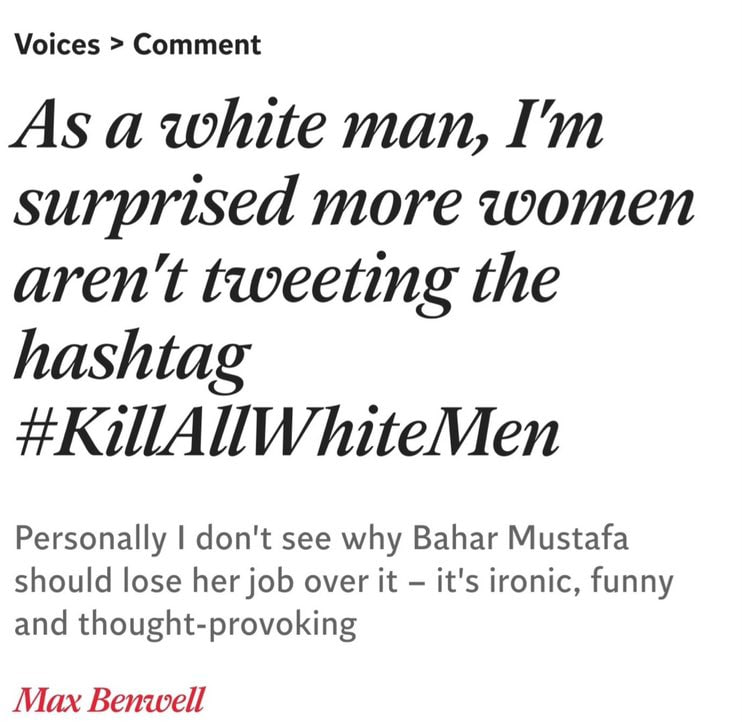 Voices > Comment
As a white man, I'm
surprised more women
aren't tweeting the
hashtag
#KillAllWhiteMen
Personally I don't see why Bahar Mustafa
should lose her job over it – it's ironic, funny
and thought-provoking
Max Benwell